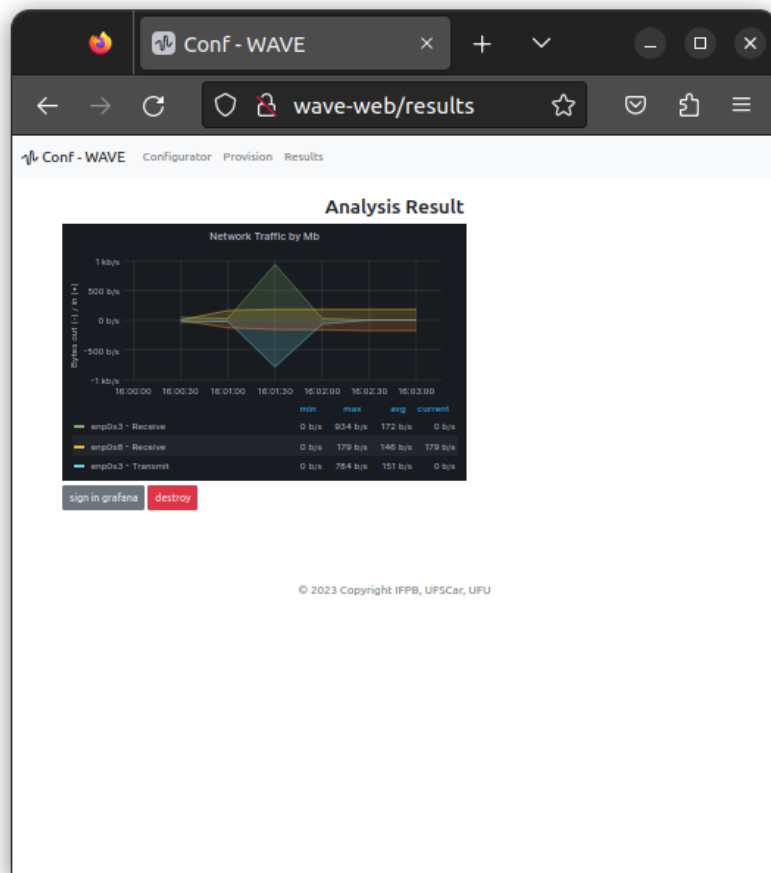 Conf - WAVE
wave-web/results
Conf - WAVE Configurator Provision Results
Analysis Result
Network Traffic by Mb
Bytes out [-] / in [+]
1 kb/s
500 b/s
0 b/s
-500 b/s
-1 kb/s
16:00:00 16:00:30 16:01:00 16:01:30 16:02:00 16:02:30 16:03:00
min max avg current
enp0s3 - Receive 0 b/s 934 b/s 172 b/s 0 b/s
enp0s8 - Receive 0 b/s 179 b/s 146 b/s 179 b/s
enp0s3 - Transmit 0 b/s 784 b/s 151 b/s 0 b/s
sign in grafana destroy
© 2023 Copyright IFPB, UFSCar, UFU